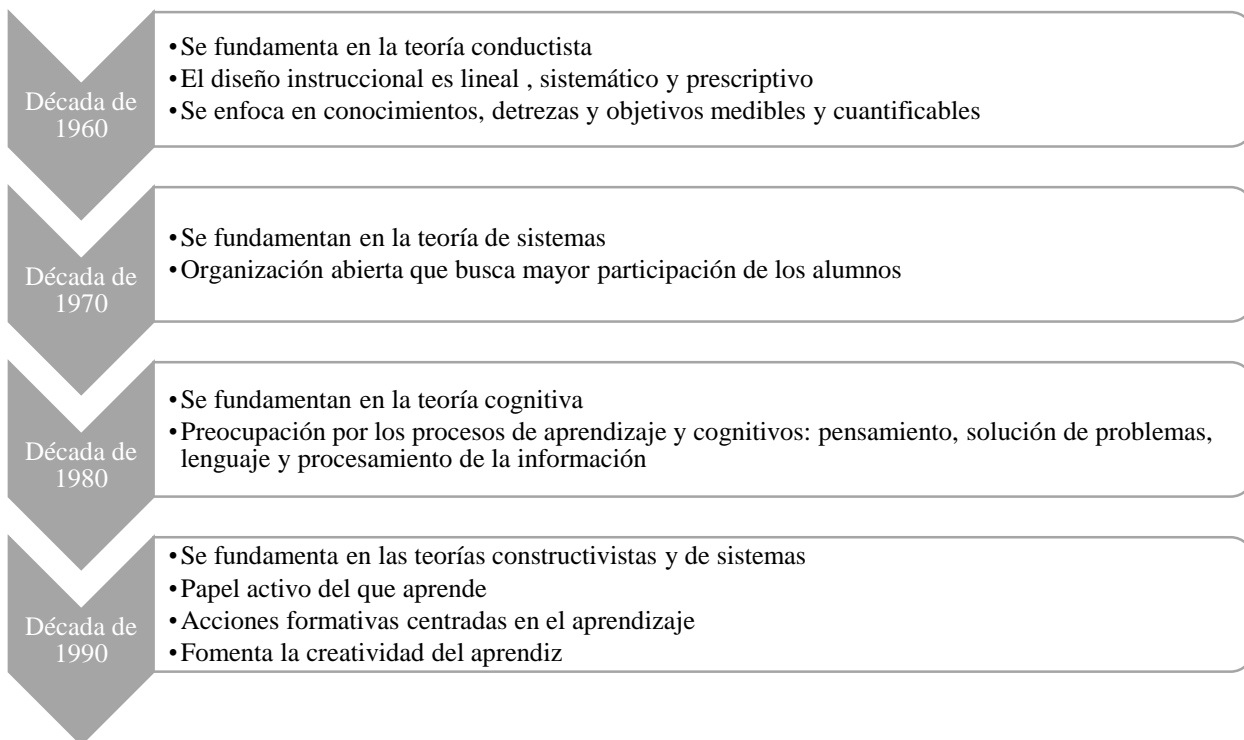 Década de
1960
•Se fundamenta en la teoría conductista
•El diseño instruccional es lineal , sistemático y prescriptivo
•Se enfoca en conocimientos, detrezas y objetivos medibles y cuantificables
Década de
1970
•Se fundamentan en la teoría de sistemas
•Organización abierta que busca mayor participación de los alumnos
Década de
1980
•Se fundamentan en la teoría cognitiva
•Preocupación por los procesos de aprendizaje y cognitivos: pensamiento, solución de problemas,
lenguaje y procesamiento de la información
Década de
1990
•Se fundamenta en las teorías constructivistas y de sistemas
•Papel activo del que aprende
•Acciones formativas centradas en el aprendizaje
•Fomenta la creatividad del aprendiz